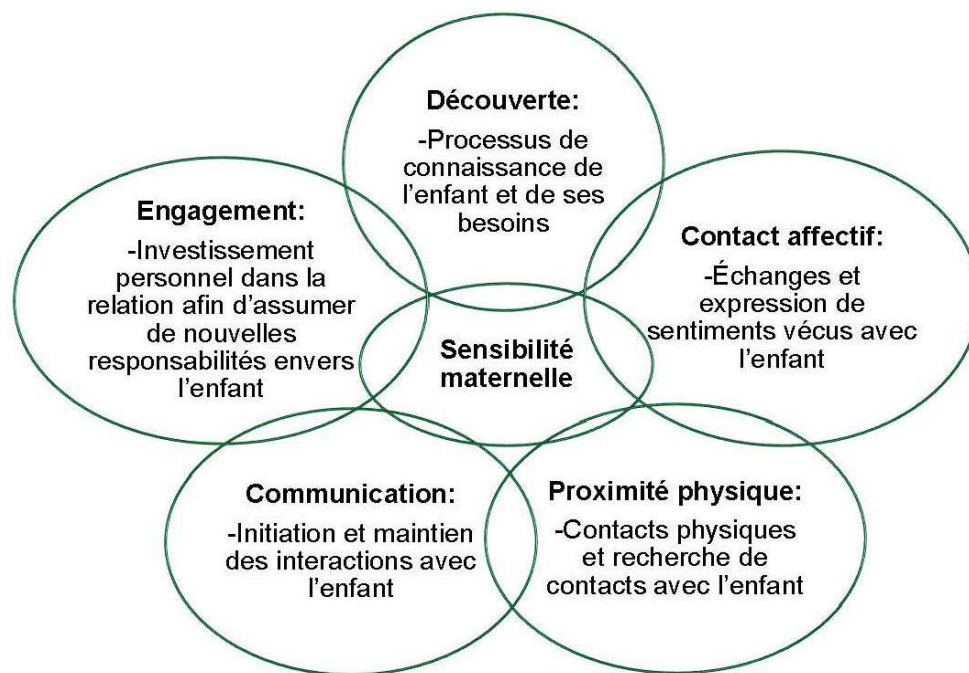 Découverte:
-Processus de
connaissance de
l'enfant et de ses
besoins
Engagement:
-Investissement
personnel dans la
relation afin d'assumer
de nouvelles
responsabilités envers
l'enfant
Contact affectif:
-Échanges et
expression de
sentiments vécus avec
l'enfant
Sensibilité
maternelle
Communication:
-Initiation et maintien
des interactions avec
l'enfant
Proximité physique:
-Contacts physiques
et recherche de
contacts avec l'enfant